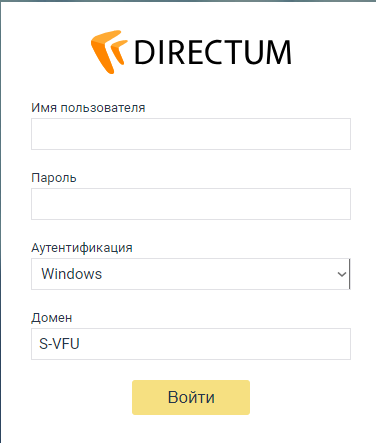 DIRECTUM
Имя пользователя
Пароль
Аутентификация
Windows
Домен
S-VFU
Войти